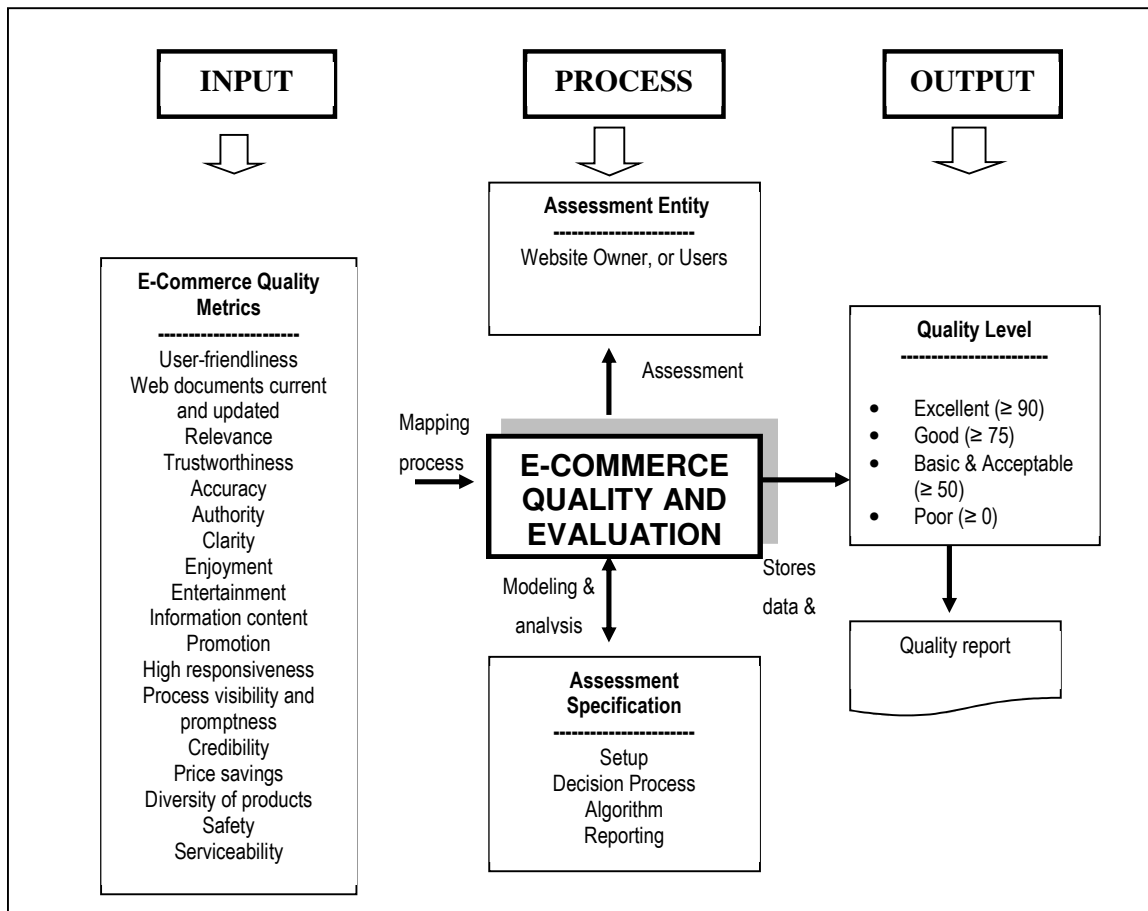 INPUT
PROCESS
OUTPUT
E-Commerce Quality
Metrics
-----------------------
User-friendliness
Web documents current
and updated
Relevance
Trustworthiness
Accuracy
Authority
Clarity
Enjoyment
Entertainment
Information content
Promotion
High responsiveness
Process visibility and
promptness
Credibility
Price savings
Diversity of products
Safety
Serviceability
Mapping
process
Assessment Entity
-----------------------
Website Owner, or Users
Assessment
E-COMMERCE
QUALITY AND
EVALUATION
Modeling &
analysis
Assessment
Specification
-----------------------
Setup
Decision Process
Algorithm
Reporting
Stores
data &
Quality Level
------------------------
• Excellent (≥ 90)
• Good (≥ 75)
• Basic & Acceptable
(≥ 50)
• Poor (≥ 0)
Quality report